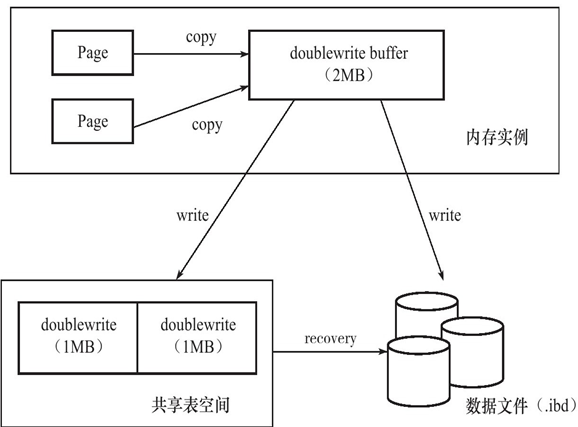 copy
Page
doublewrite buffer
（2MB）
Page
copy
内存实例
write
write
doublewrite
（1MB）
doublewrite
（1MB）
recovery
共享表空间
数据文件（.ibd）